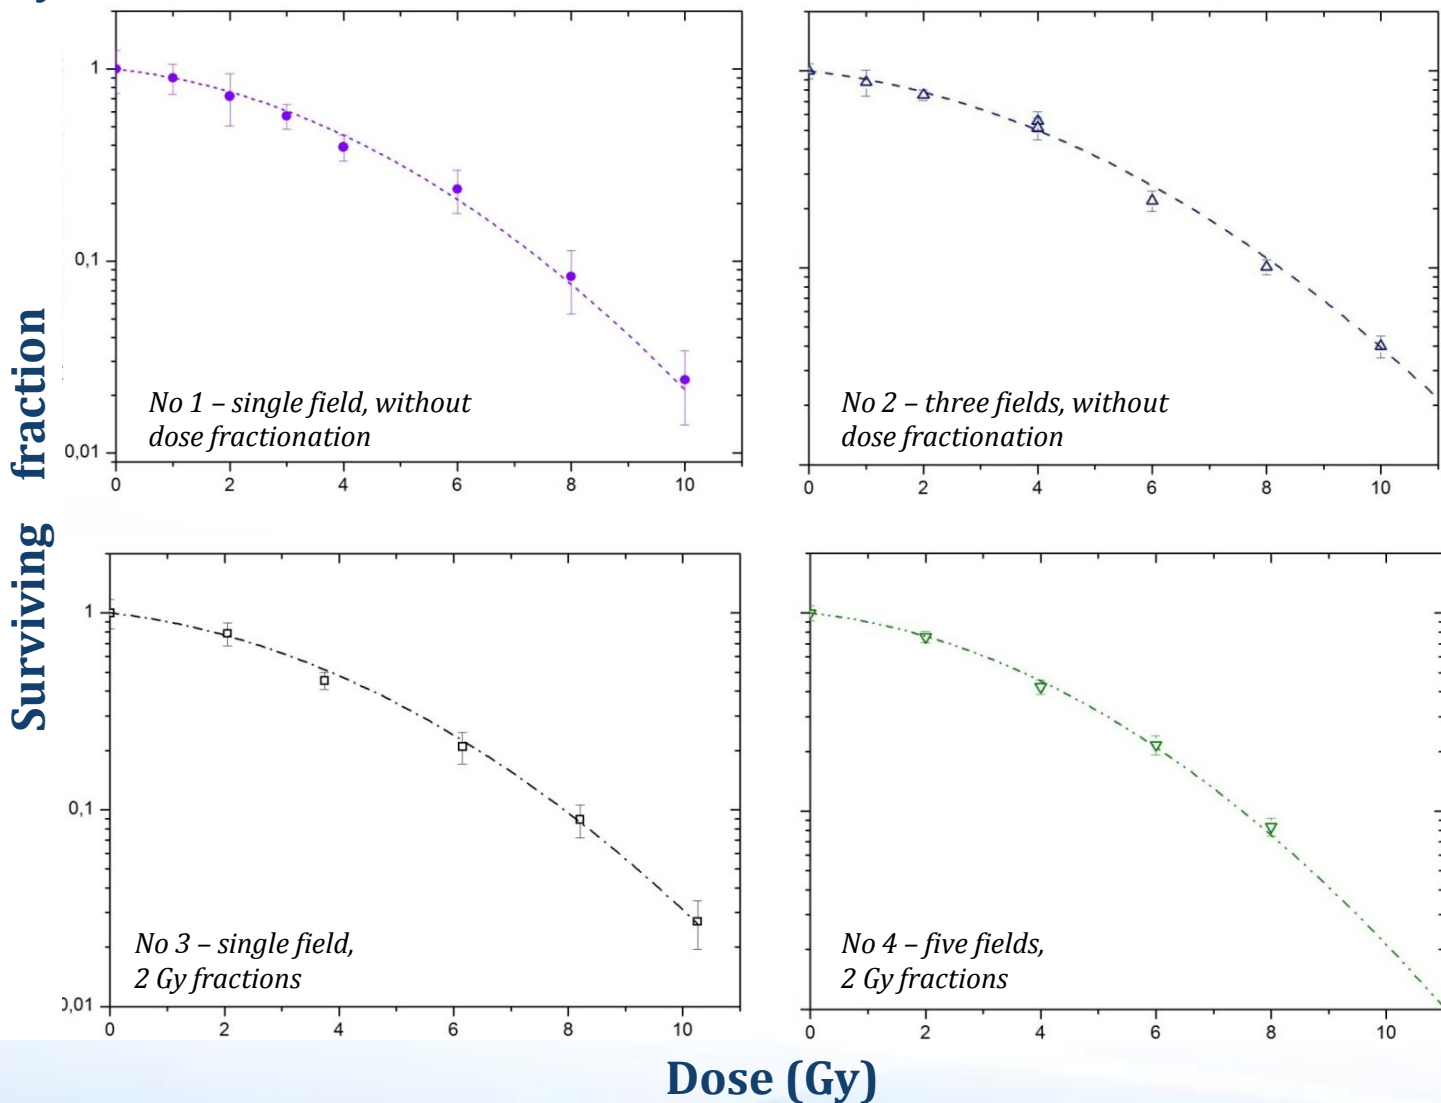 Surviving fraction
1
0,1
0,01
No 1 – single field, without
dose fractionation
0 2 4 6 8 10
No 2 – three fields, without
dose fractionation
0 2 4 6 8 10
1
0,1
0,01
No 3 – single field,
2 Gy fractions
0 2 4 6 8 10
No 4 – five fields,
2 Gy fractions
0 2 4 6 8 10
Dose (Gy)